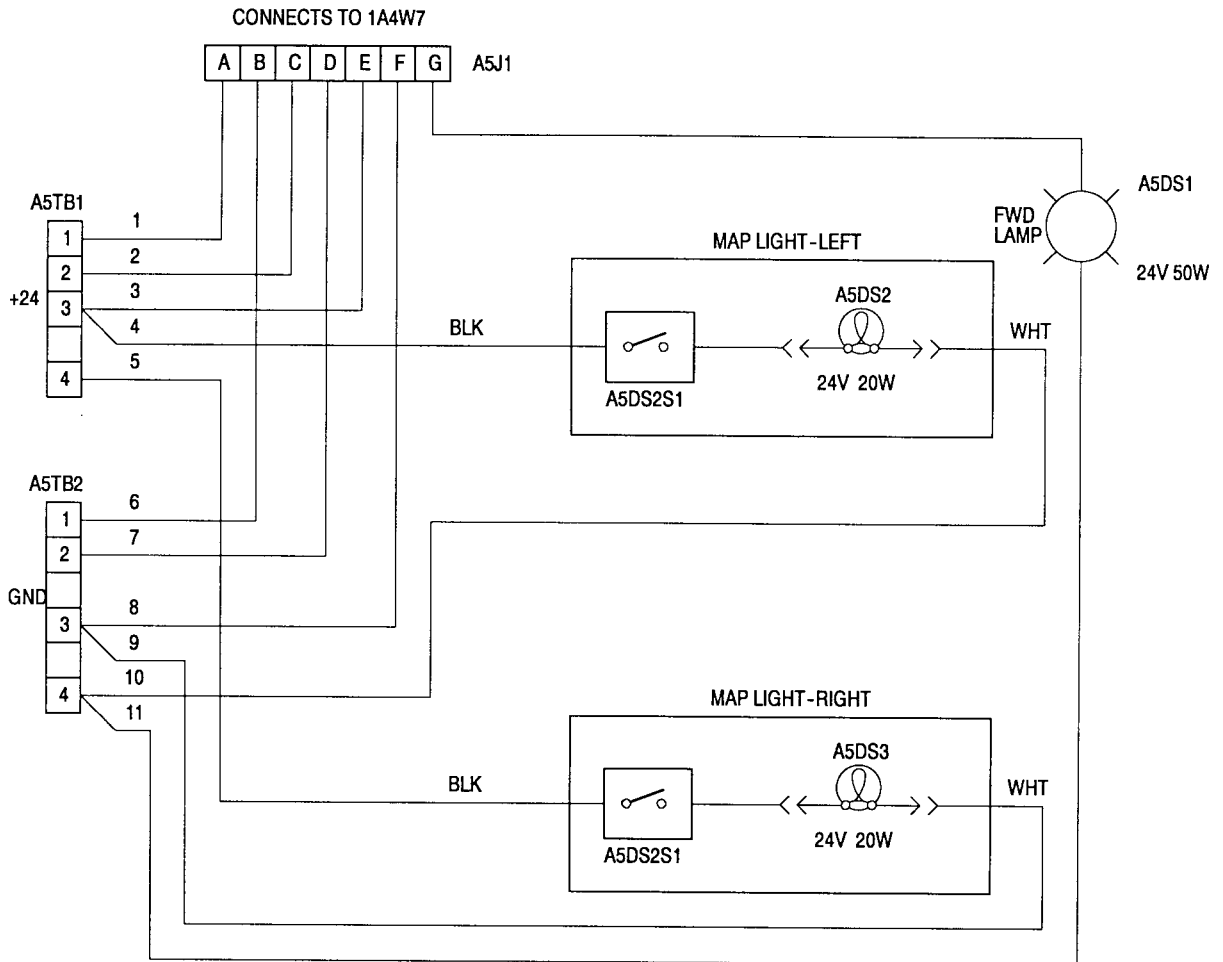 CONNECTS TO 1A4W7
A B C D E F G A5J1
A5DS1
FWD
LAMP
24V 50W
A5TB1
1 1
2 2
+24 3 3
4
5
4
MAP LIGHT-LEFT
BLK
A5DS2
WHT
24V 20W
A5DS2S1
A5TB2
6
1
7
2
GND
8
3
9
10
4
11
MAP LIGHT-RIGHT
BLK
A5DS3
WHT
24V 20W
A5DS2S1